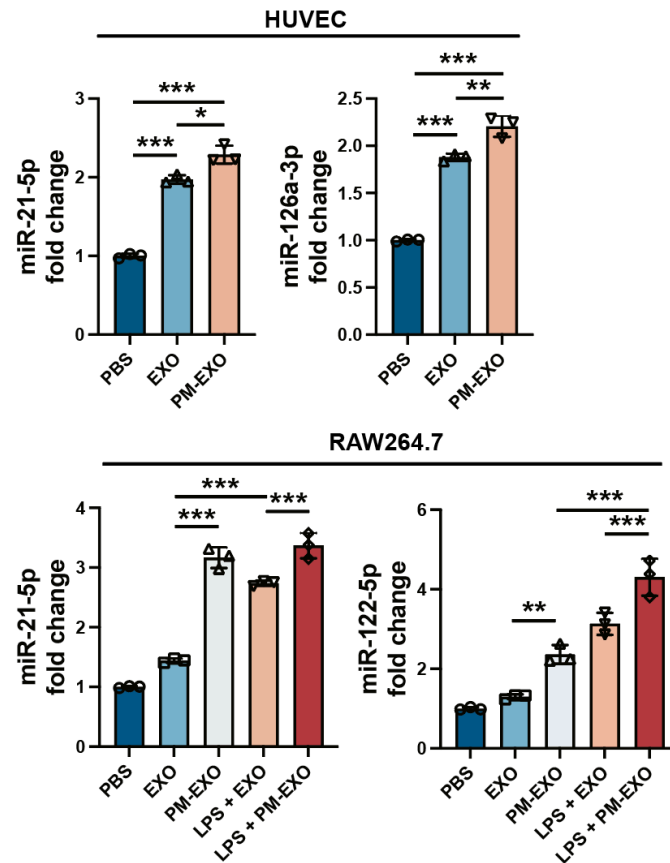 HUVEC
miR-21-5p
fold change
3
2
1
0
***
***
*
PBS
EXO
PM-EXO
miR-126a-3p
fold change
2.5
2.0
1.5
1.0
0.5
0.0
***
***
**
PBS
EXO
PM-EXO
RAW264.7
miR-21-5p
fold change
4
3
2
1
0
***
***
***
PBS
EXO
PM-EXO
LPS + EXO
LPS + PM-EXO
miR-122-5p
fold change
6
4
2
0
***
***
**
PBS
EXO
PM-EXO
LPS + EXO
LPS + PM-EXO